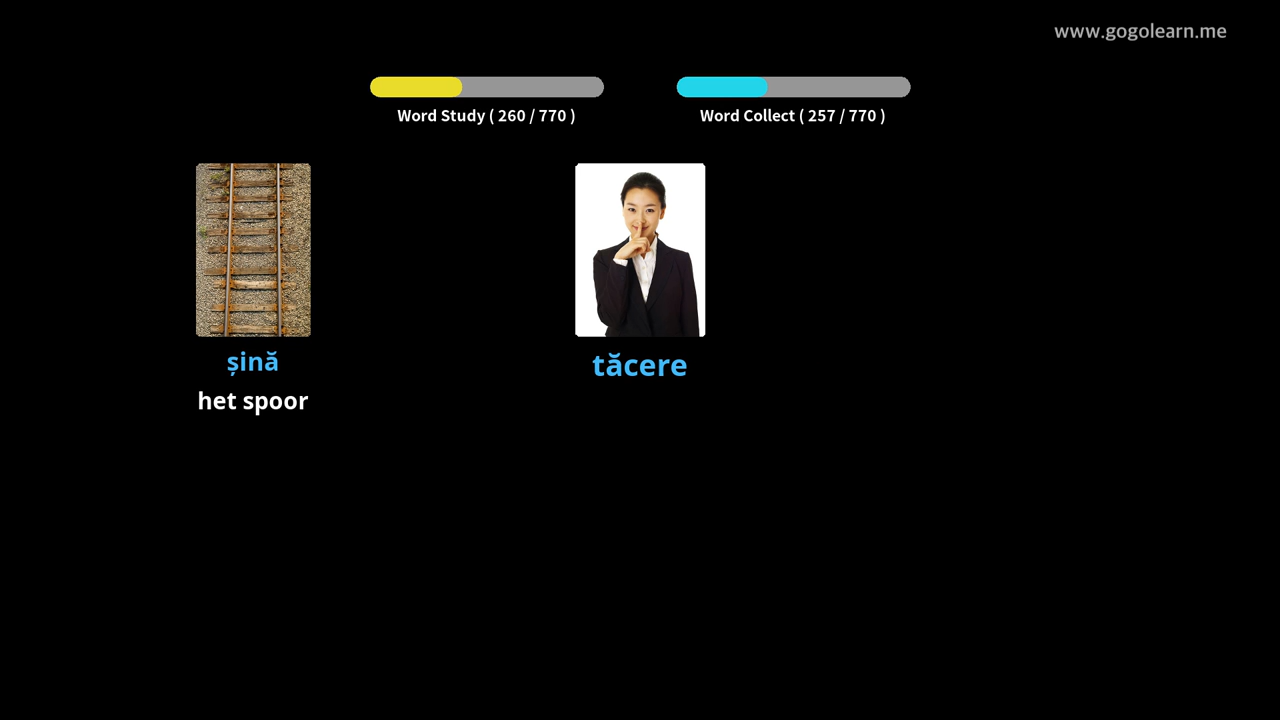 www.gogolearn.me
Word Study ( 260 / 770 )
Word Collect ( 257 / 770 )
șină
het spoor
tăcere